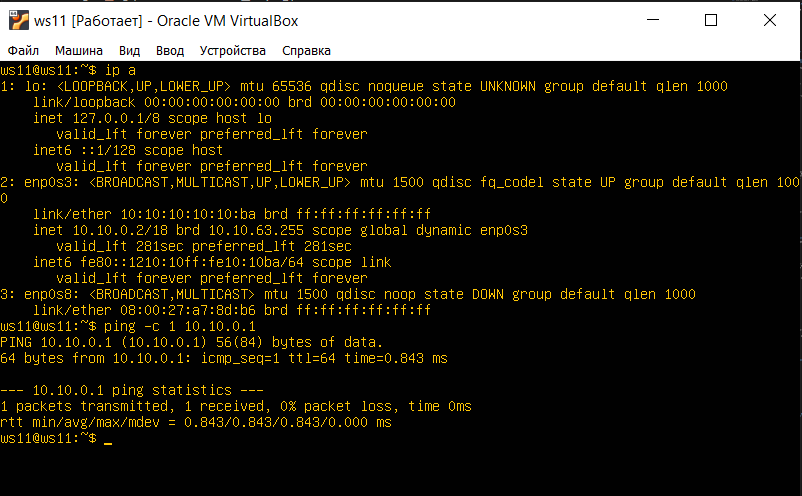 ws11 [Работает] - Oracle VM VirtualBox
Файл Машина Вид Ввод Устройства Справка
ws11@ws11:~$ ip a
1: lo: <LOOPBACK,UP,LOWER_UP> mtu 65536 qdisc noqueue state UNKNOWN group default qlen 1000
    link/loopback 00:00:00:00:00:00 brd 00:00:00:00:00:00
    inet 127.0.0.1/8 scope host lo
       valid_lft forever preferred_lft forever
    inet6 ::1/128 scope host
       valid_lft forever preferred_lft forever
2: enp0s3: <BROADCAST,MULTICAST,UP,LOWER_UP> mtu 1500 qdisc fq_codel state UP group default qlen 100
0
    link/ether 10:10:10:10:10:ba brd ff:ff:ff:ff:ff:ff
    inet 10.10.0.2/18 brd 10.10.63.255 scope global dynamic enp0s3
       valid_lft 281sec preferred_lft 281sec
    inet6 fe80::1210:10ff:fe10:10ba/64 scope link
       valid_lft forever preferred_lft forever
3: enp0s8: <BROADCAST,MULTICAST> mtu 1500 qdisc noop state DOWN group default qlen 1000
    link/ether 08:00:27:a7:8d:b6 brd ff:ff:ff:ff:ff:ff
ws11@ws11:~$ ping -c 1 10.10.0.1
PING 10.10.0.1 (10.10.0.1) 56(84) bytes of data.
64 bytes from 10.10.0.1: icmp_seq=1 ttl=64 time=0.843 ms
--- 10.10.0.1 ping statistics ---
1 packets transmitted, 1 received, 0% packet loss, time 0ms
rtt min/avg/max/mdev = 0.843/0.843/0.843/0.000 ms
ws11@ws11:~$ _